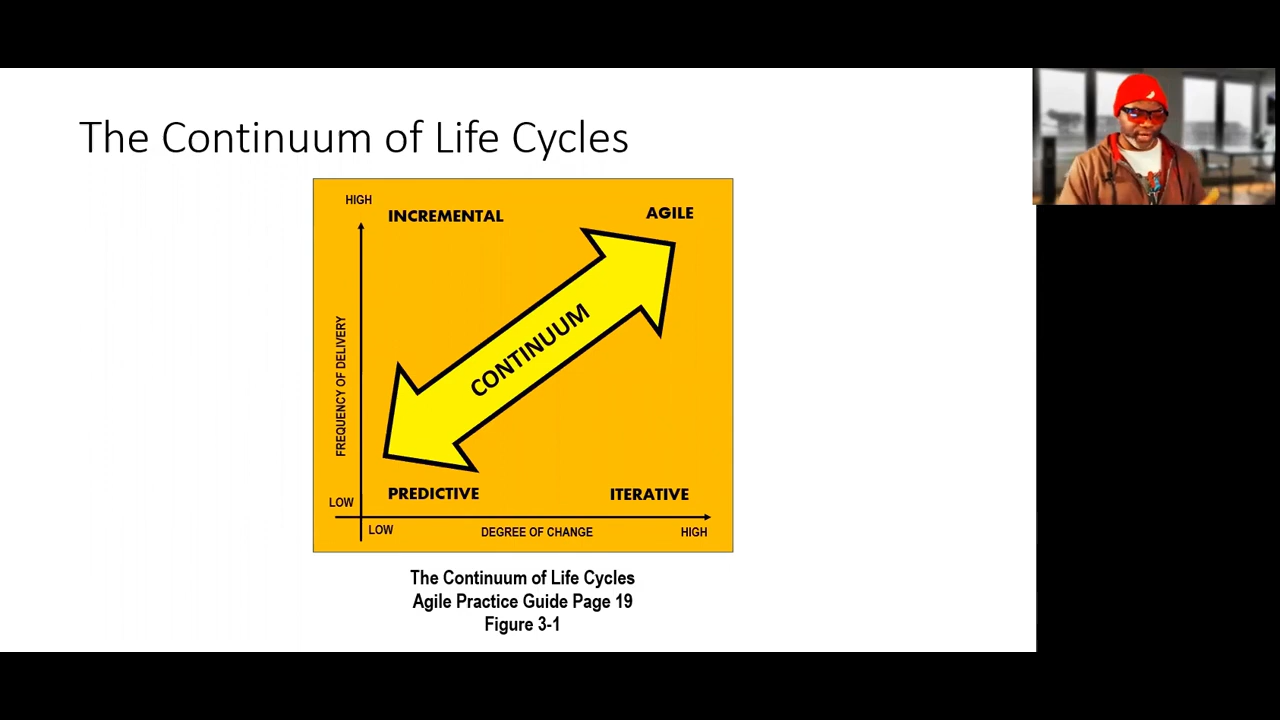 The Continuum of Life Cycles
HIGH
INCREMENTAL
AGILE
FREQUENCY OF DELIVERY
CONTINUUM
PREDICTIVE
ITERATIVE
LOW
LOW
DEGREE OF CHANGE
HIGH
The Continuum of Life Cycles
Agile Practice Guide Page 19
Figure 3-1